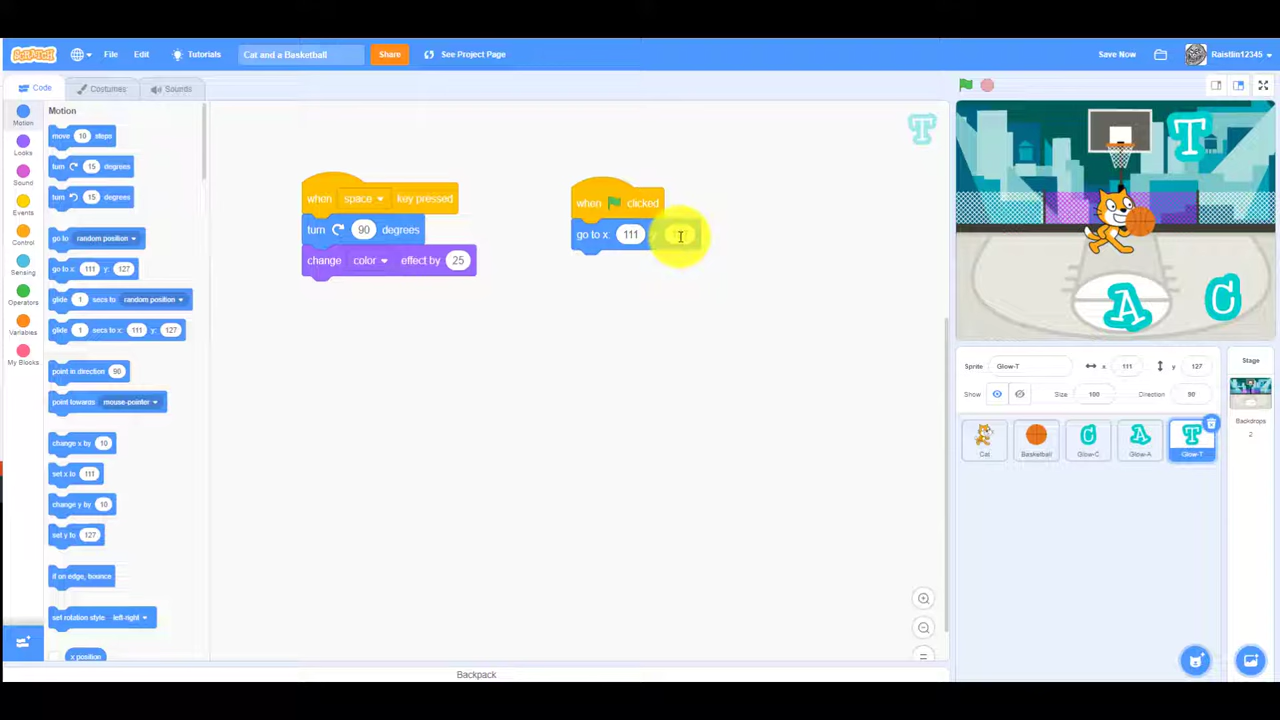 SCRATCH
File
Edit
Tutorials
Cat and a Basketball
Share
See Project Page
Save Now
Raistlin12345
Code
Costumes
Sounds
Motion
Looks
Sound
Events
Control
Sensing
Operators
Variables
My Blocks
Motion
move 10 steps
turn 15 degrees
turn 15 degrees
go to random position
go to x: 111 y: 127
glide 1 secs to random position
glide 1 secs to x: 111 y: 127
point in direction 90
point towards mouse-pointer
change x by 10
set x to 111
change y by 10
set y to 127
if on edge, bounce
set rotation style left-right
x position
when space key pressed
turn 90 degrees
change color effect by 25
when clicked
go to x: 111 y
T
T
A
C
Sprite Glow-T x 111 y 127
Show Size 100 Direction 90
Cat
Basketball
C
Glow-C
A
Glow-A
T
Glow-T
Stage
Backdrops
2
Backpack